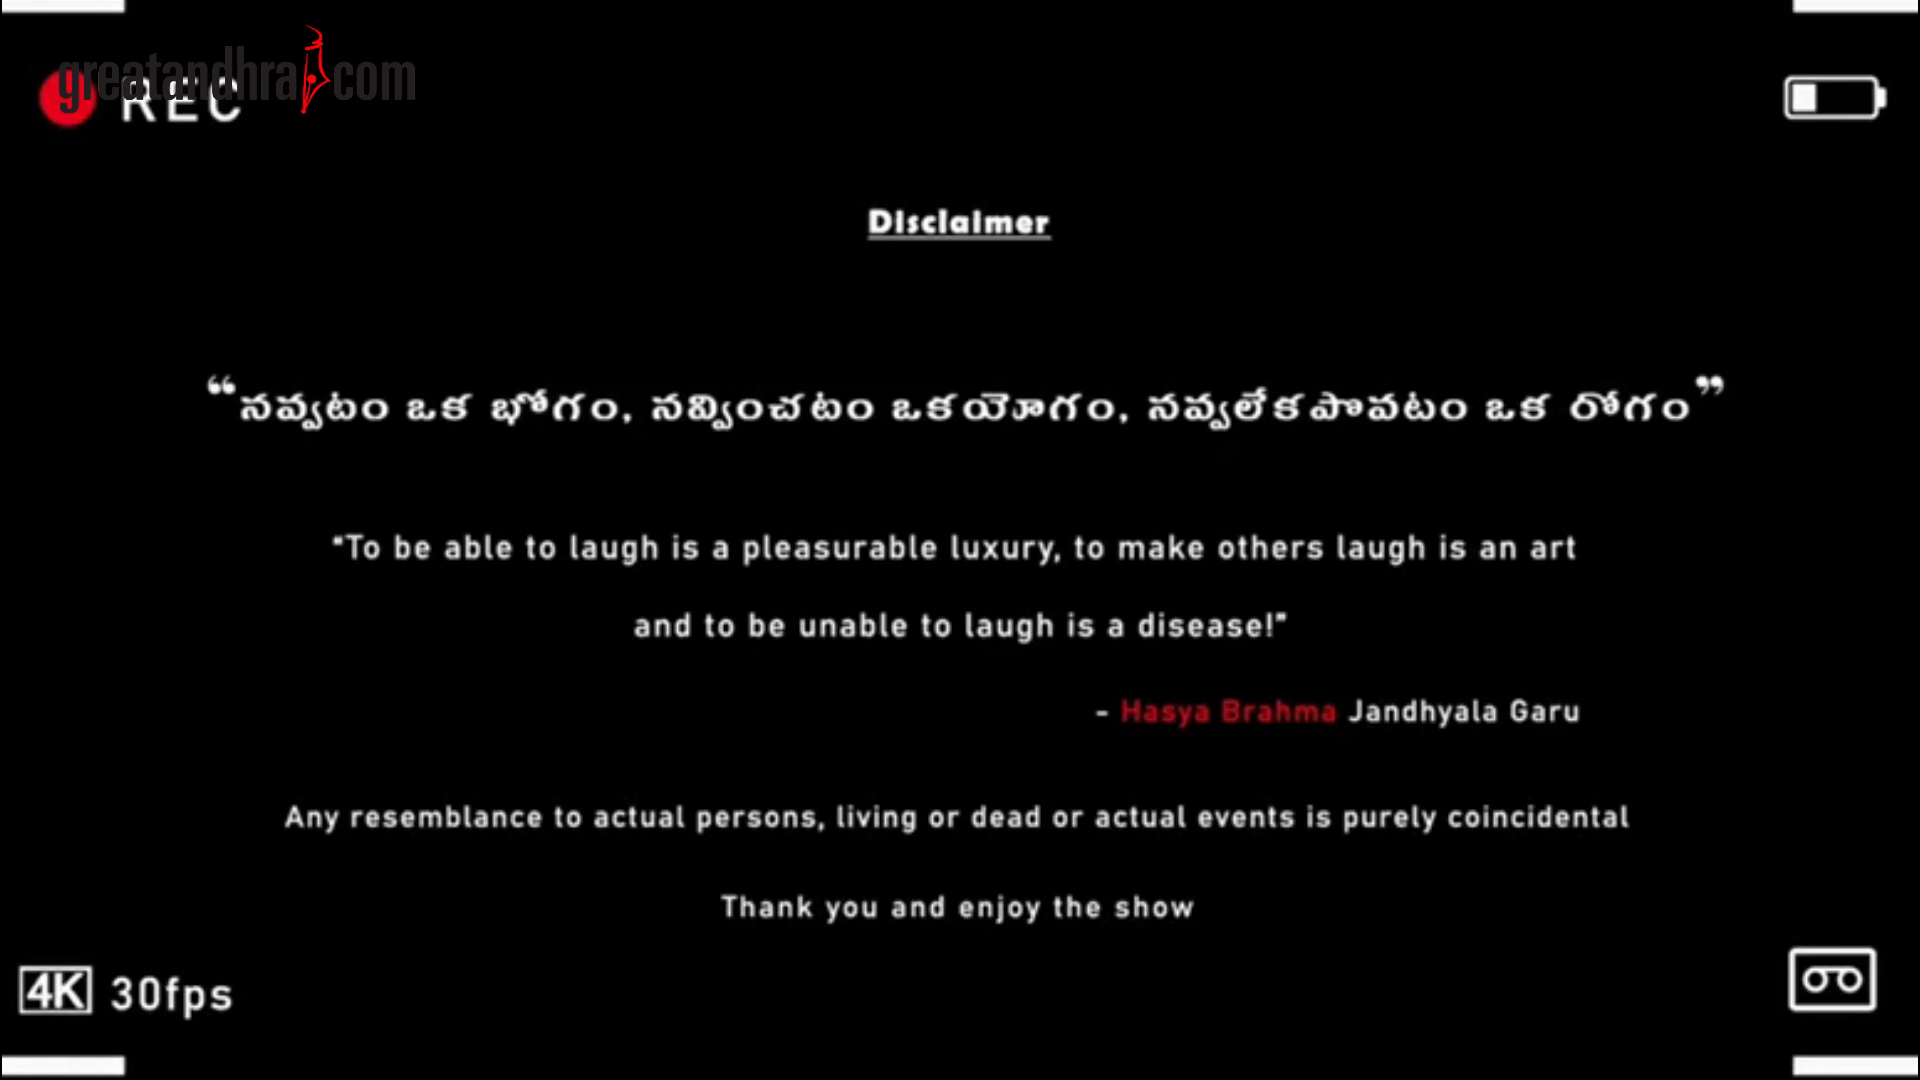 greatandhra.com
REC
Disclaimer
“నవ్వటం ఒక భోగం, నవ్వించటం ఒకయోగం, నవ్వలేకపొవటం ఒక రోగం”
"To be able to laugh is a pleasurable luxury, to make others laugh is an art
and to be unable to laugh is a disease!"
- Hasya Brahma Jandhyala Garu
Any resemblance to actual persons, living or dead or actual events is purely coincidental
Thank you and enjoy the show
4K 30fps